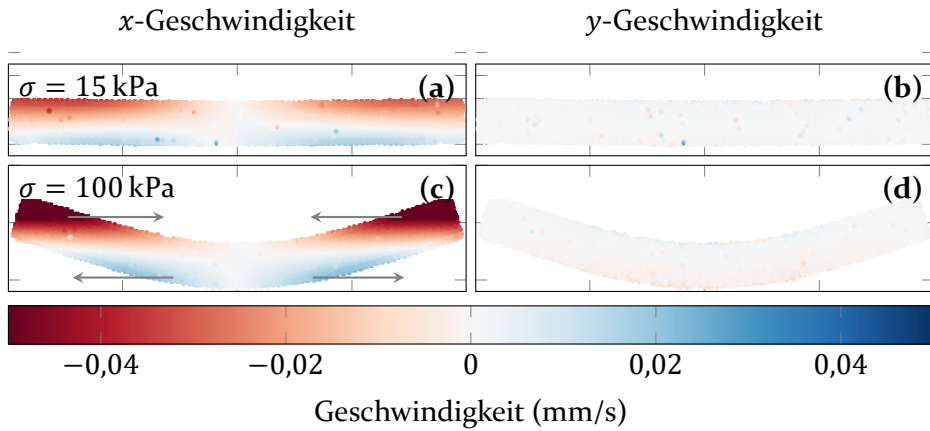 x-Geschwindigkeit
y-Geschwindigkeit
σ = 15 kPa
(a)
(b)
σ = 100 kPa
(c)
(d)
−0,04
−0,02
0
0,02
0,04
Geschwindigkeit (mm/s)